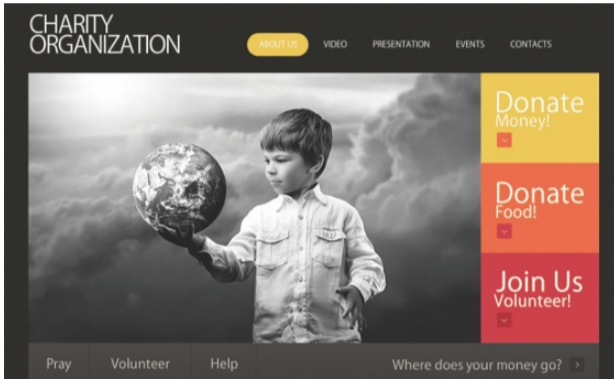 CHARITY
ORGANIZATION
ABOUT US VIDEO PRESENTATION EVENTS CONTACTS
Donate
Money!
Donate
Food!
Join Us
Volunteer!
Pray Volunteer Help Where does your money go?